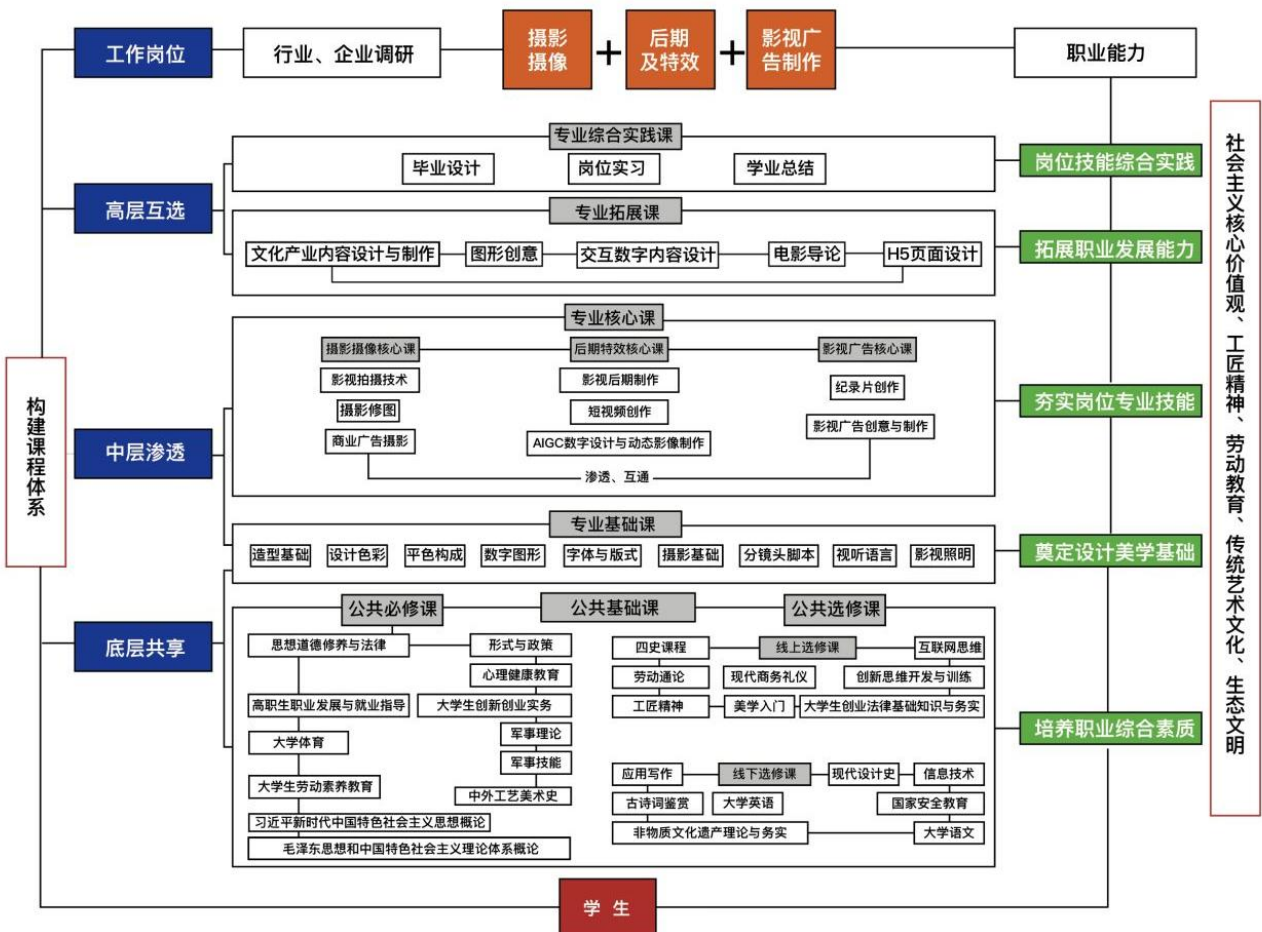 工作岗位
行业、企业调研
摄影
摄像
+
后期
及特效
+
影视广
告制作
职业能力
构建课程体系
高层互选
专业综合实践课
毕业设计
岗位实习
学业总结
岗位技能综合实践
专业拓展课
文化产业内容设计与制作
图形创意
交互数字内容设计
电影导论
H5页面设计
拓展职业发展能力
中层渗透
专业核心课
摄影摄像核心课
后期特效核心课
影视广告核心课
影视拍摄技术
影视后期制作
纪录片创作
摄影修图
短视频创作
商业广告摄影
AIGC数字设计与动态影像制作
影视广告创意与制作
渗透、互通
夯实岗位专业技能
专业基础课
造型基础
设计色彩
平色构成
数字图形
字体与版式
摄影基础
分镜头脚本
视听语言
影视照明
奠定设计美学基础
底层共享
公共必修课
公共基础课
公共选修课
思想道德修养与法律
形式与政策
心理健康教育
高职生职业发展与就业指导
大学生创新创业实务
大学体育
军事理论
军事技能
大学生劳动素养教育
中外工艺美术史
习近平新时代中国特色社会主义思想概论
毛泽东思想和中国特色社会主义理论体系概论
四史课程
线上选修课
互联网思维
劳动通论
现代商务礼仪
创新思维开发与训练
工匠精神
美学入门
大学生创业法律基础知识与务实
应用写作
线下选修课
现代设计史
信息技术
古诗词鉴赏
大学英语
国家安全教育
非物质文化遗产理论与务实
大学语文
培养职业综合素质
社会主义核心价值观、工匠精神、劳动教育、传统艺术文化、生态文明
学 生